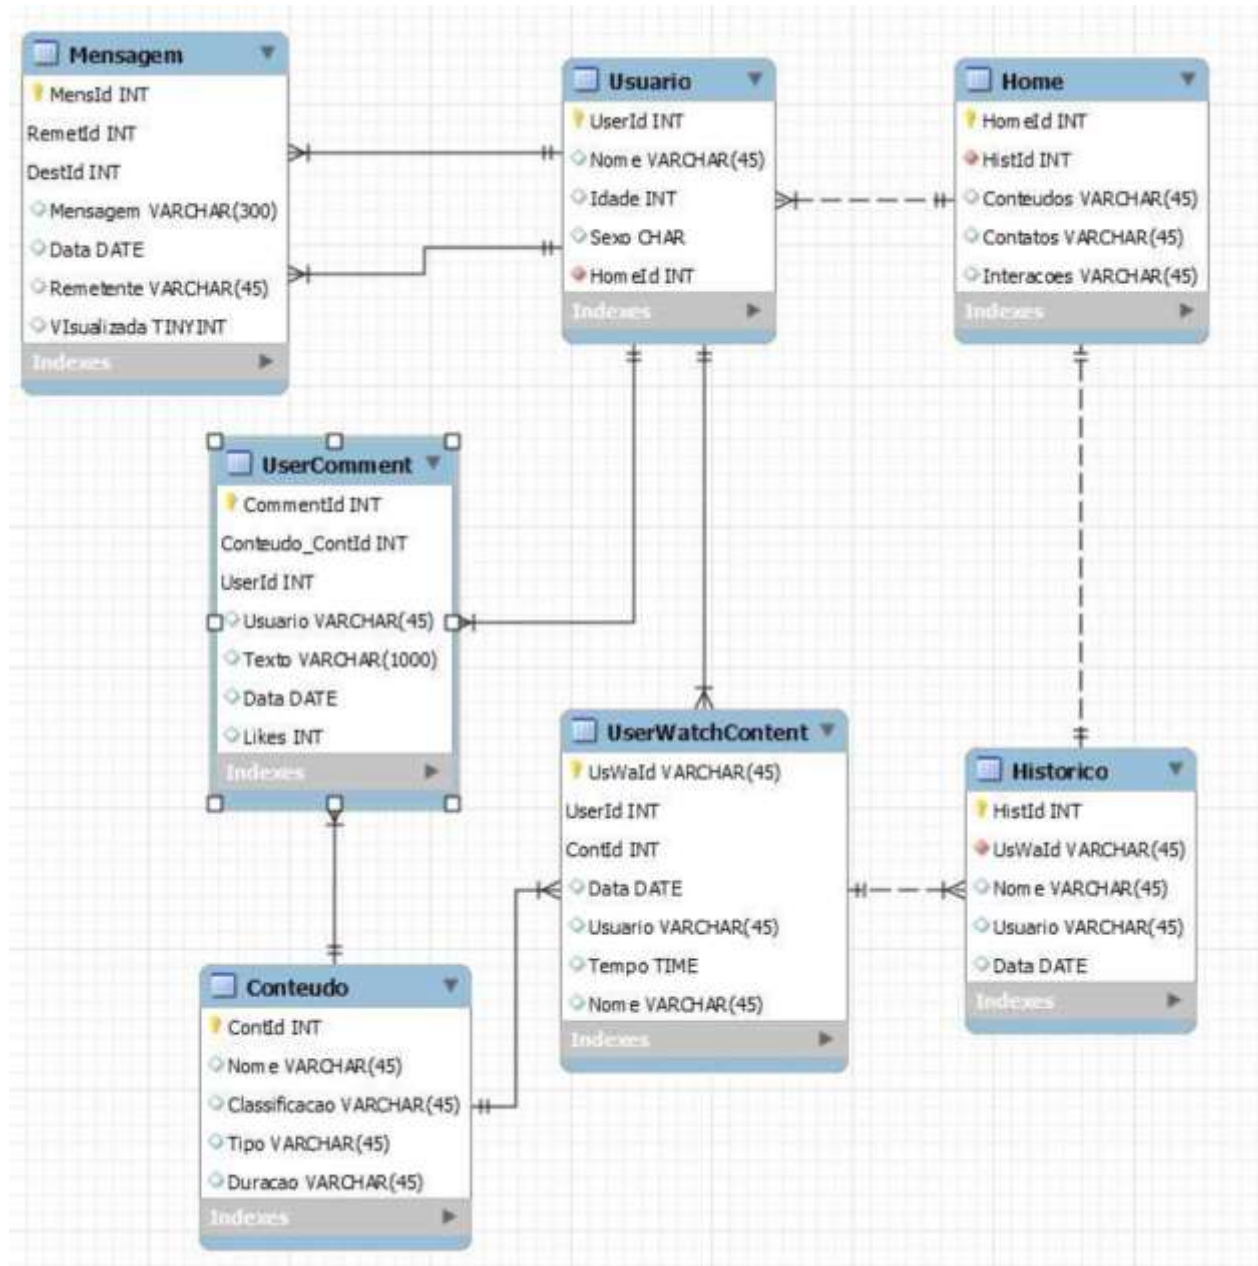 Mensagem
MensId INT
RemetId INT
DestId INT
Mensagem VARCHAR(300)
Data DATE
Remetente VARCHAR(45)
VIsualizada TINYINT
Indexes
Usuario
UserId INT
Nome VARCHAR(45)
Idade INT
Sexo CHAR
HomeId INT
Indexes
Home
HomeId INT
HistId INT
Conteudos VARCHAR(45)
Contatos VARCHAR(45)
Interacoes VARCHAR(45)
Indexes
UserComment
CommentId INT
Conteudo_ContId INT
UserId INT
Usuario VARCHAR(45)
Texto VARCHAR(1000)
Data DATE
Likes INT
Indexes
UserWatchContent
UsWaId VARCHAR(45)
UserId INT
ContId INT
Data DATE
Usuario VARCHAR(45)
Tempo TIME
Nome VARCHAR(45)
Indexes
Historico
HistId INT
UsWaId VARCHAR(45)
Nome VARCHAR(45)
Usuario VARCHAR(45)
Data DATE
Indexes
Conteudo
ContId INT
Nome VARCHAR(45)
Classificacao VARCHAR(45)
Tipo VARCHAR(45)
Duracao VARCHAR(45)
Indexes